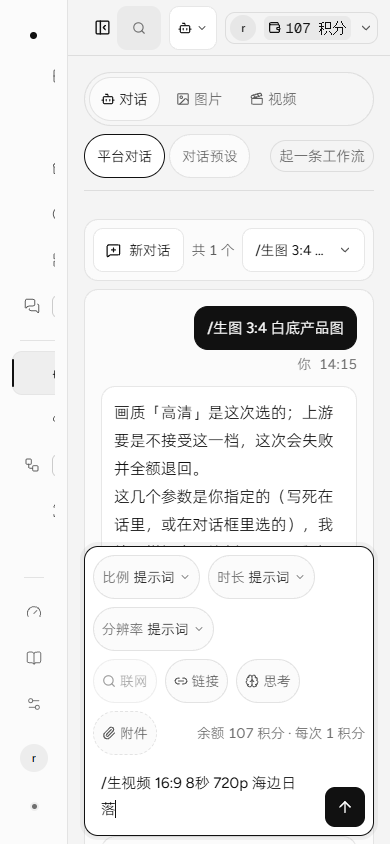 r 107 积分
对话 图片 视频
平台对话 对话预设 起一条工作流
新对话 共 1 个 /生图 3:4 ...
/生图 3:4 白底产品图
你 14:15
画质「高清」是这次选的；上游
要是不接受这一档，这次会失败
并全额退回。
这几个参数是你指定的（写死在
话里，或在对话框里选的），我
比例 提示词 时长 提示词
分辨率 提示词
联网 链接 思考
附件 余额 107 积分 · 每次 1 积分
/生视频 16:9 8秒 720p 海边日
落
r